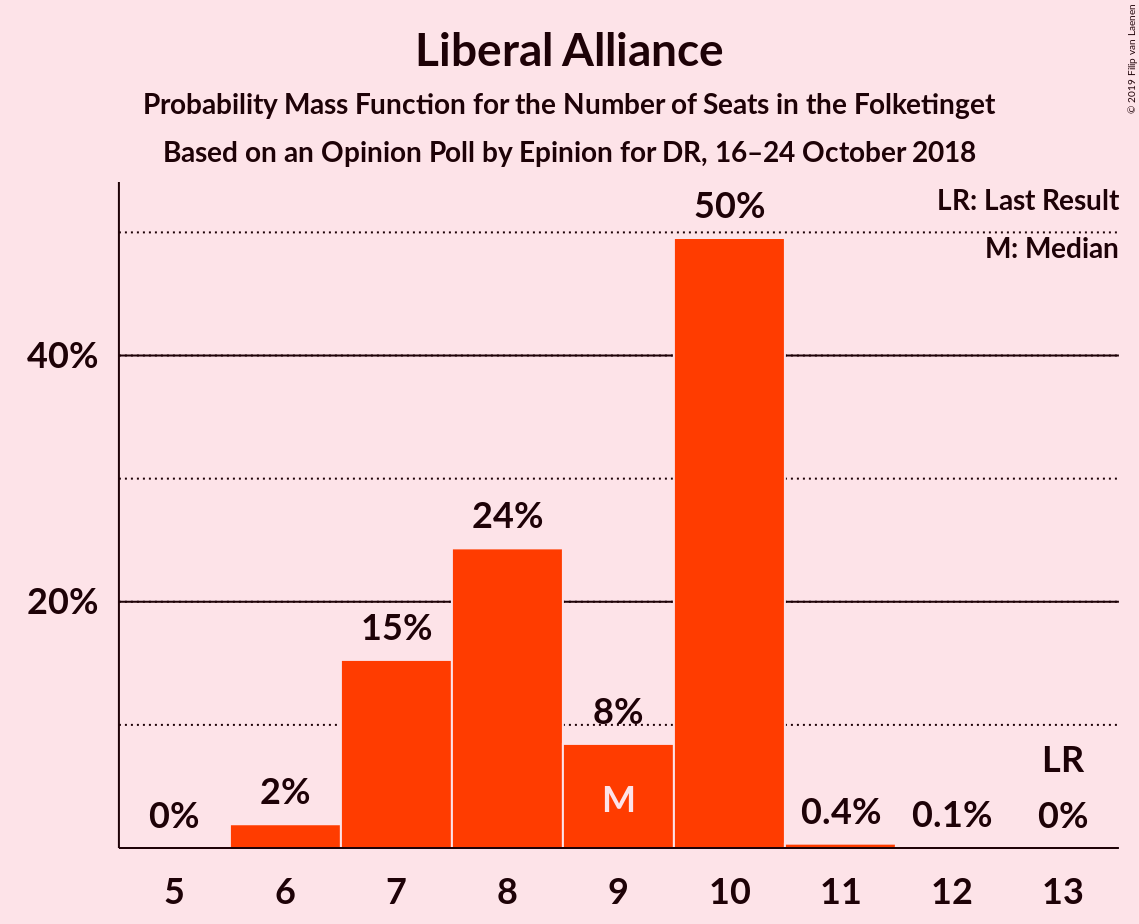 Liberal Alliance
Probability Mass Function for the Number of Seats in the Folketinget
Based on an Opinion Poll by Epinion for DR, 16–24 October 2018
© 2019 Filip van Laenen
LR: Last Result
M: Median
50%
40%
24%
20%
15%
8%
2%
0%
M
0.4%
0.1%
LR
0%
5 6 7 8 9 10 11 12 13